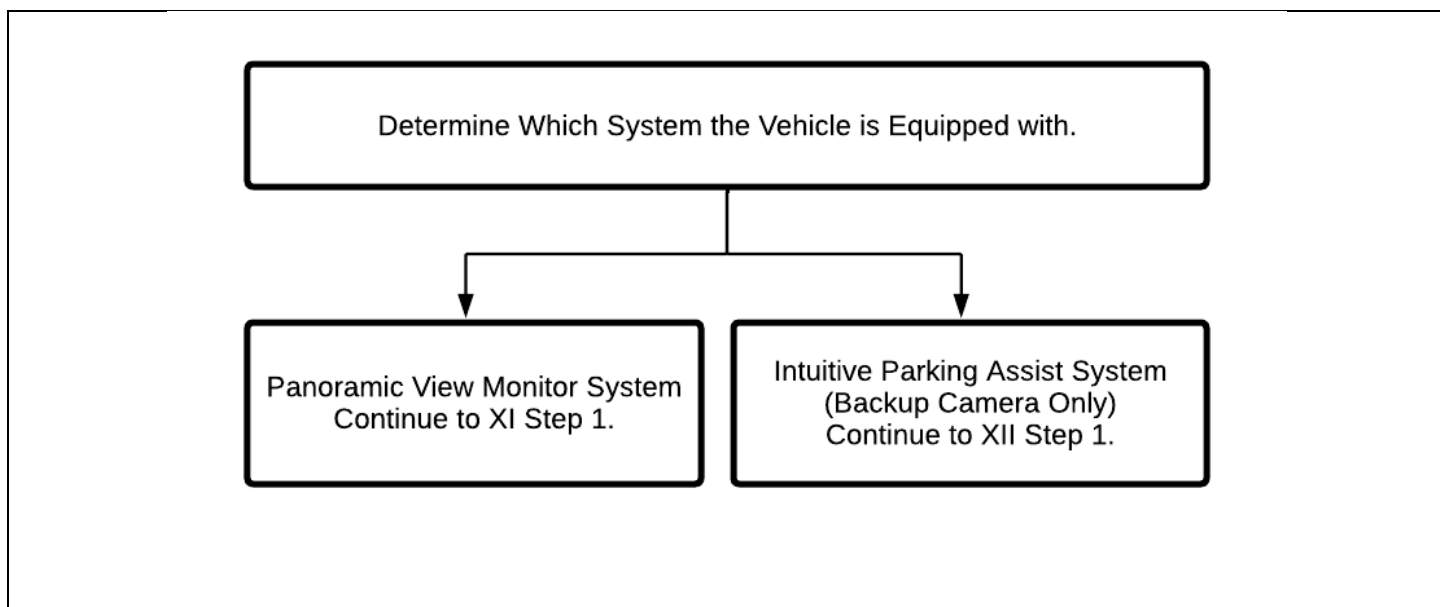 Determine Which System the Vehicle is Equipped with.
Panoramic View Monitor System
Continue to XI Step 1.
Intuitive Parking Assist System
(Backup Camera Only)
Continue to XII Step 1.